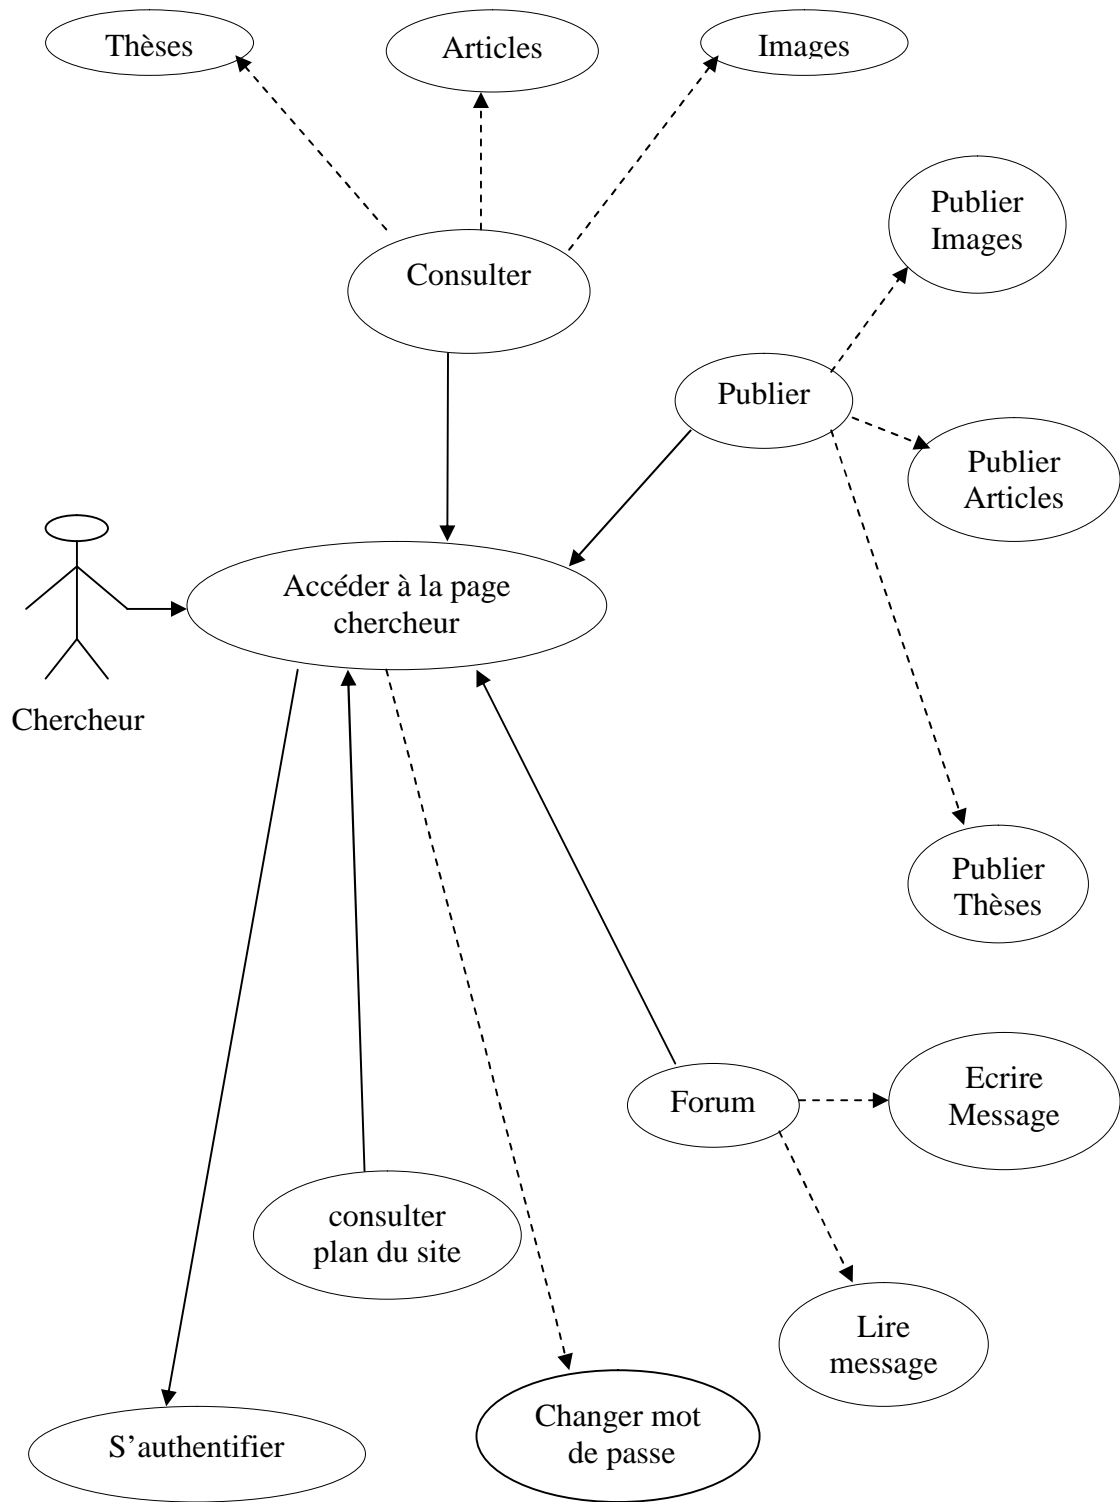 Thèses
Articles
Images
Publier
Images
Consulter
Publier
Publier
Articles
Accéder à la page
chercheur
Chercheur
Publier
Thèses
Ecrire
Message
Forum
consulter
plan du site
Lire
message
Changer mot
de passe
S’authentifier